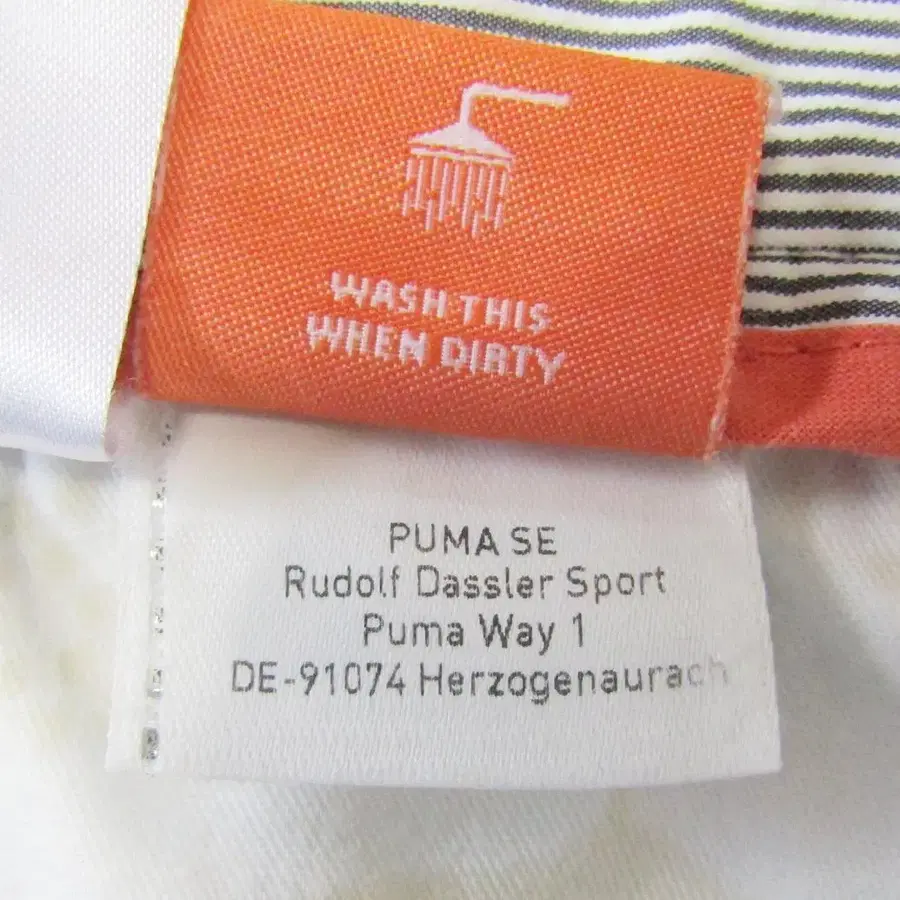 WASH THIS
WHEN DIRTY
PUMA SE
Rudolf Dassler Sport
Puma Way 1
DE-91074 Herzogenaurach